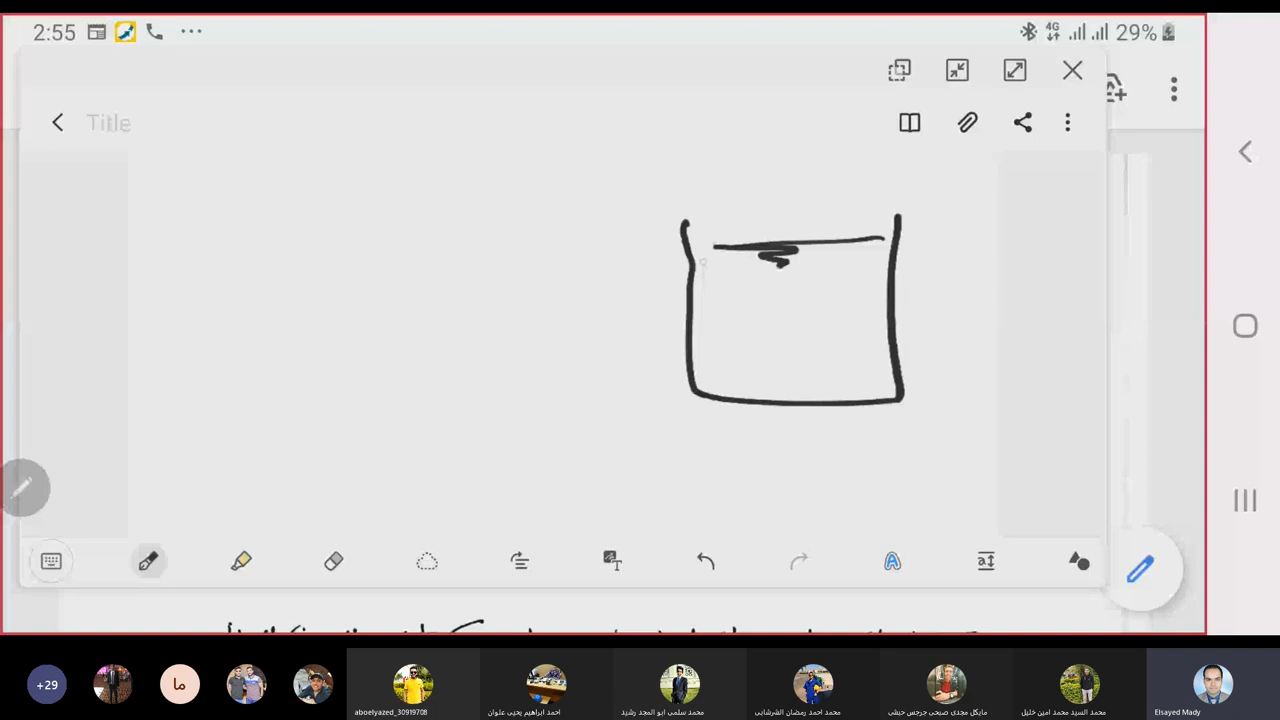 2:55
4G
29%
Title
T
A
a
+29
ما
aboelyazed_30919708
احمد ابراهيم يحيى علوان
محمد سلمى ابو المجد رشيد
محمد احمد رمضان الشرشابى
مايكل مجدى صبحى جرجس حبشى
محمد السيد محمد امين خليل
Elsayed Mady